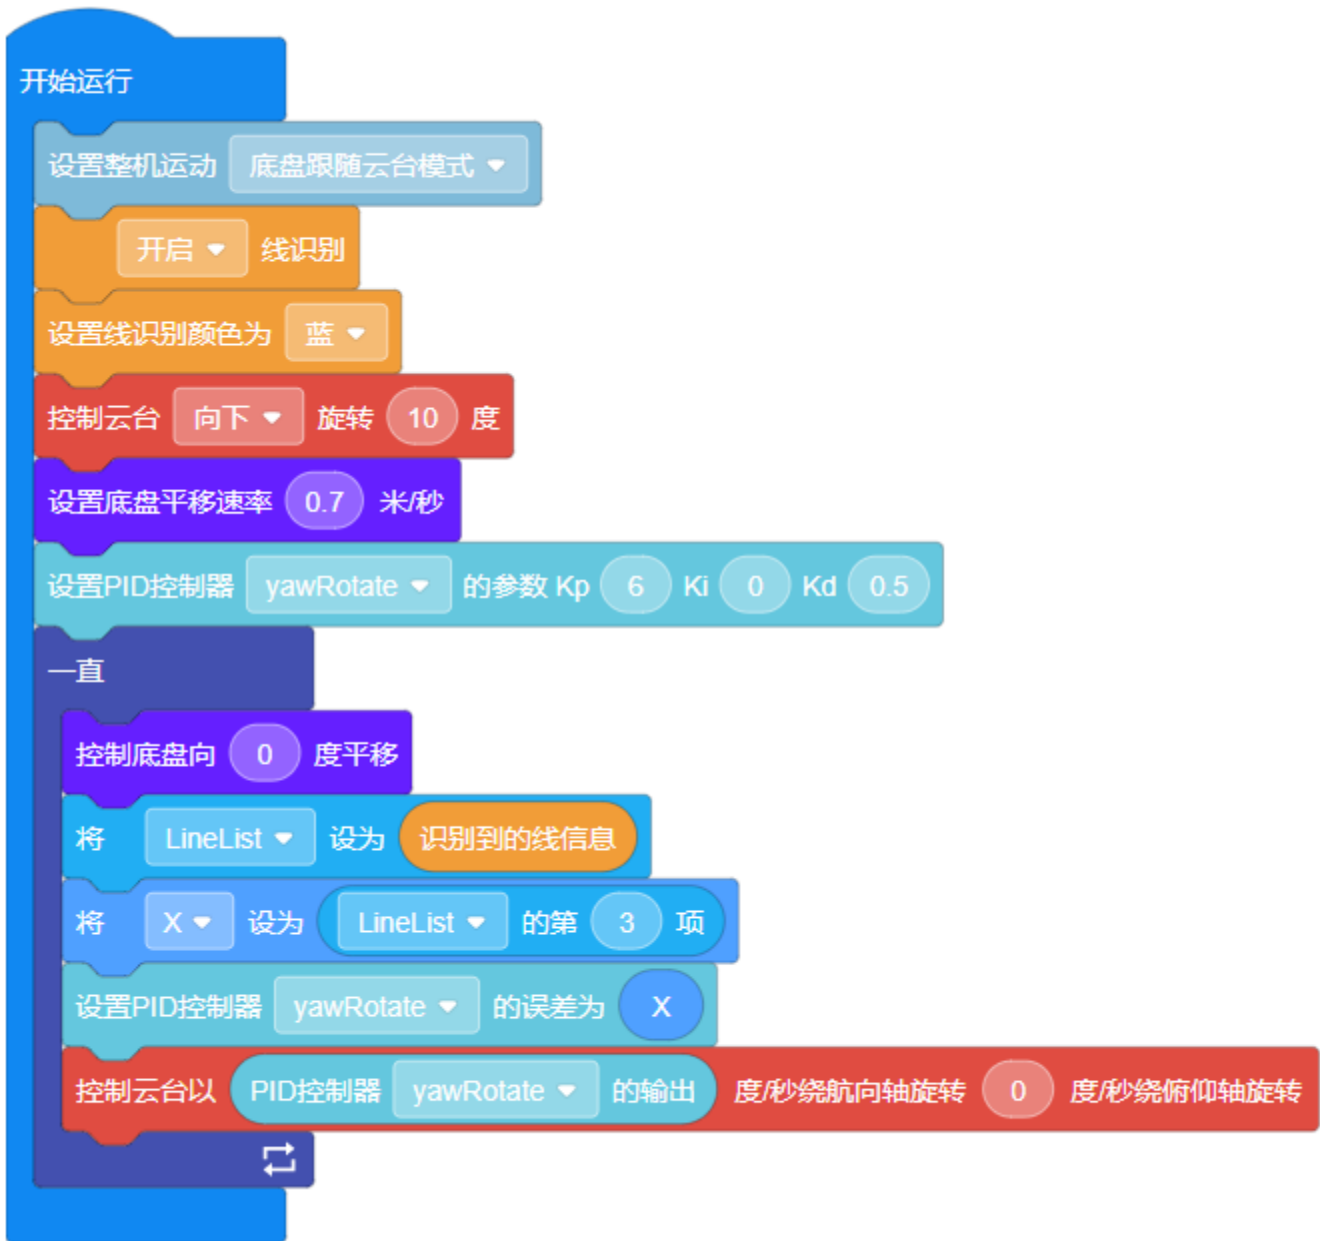 开始运行
设置整机运动 底盘跟随云台模式
开启 线识别
设置线识别颜色为 蓝
控制云台 向下 旋转 10 度
设置底盘平移速率 0.7 米/秒
设置PID控制器 yawRotate 的参数 Kp 6 Ki 0 Kd 0.5
一直
控制底盘向 0 度平移
将 LineList 设为 识别到的线信息
将 X 设为 LineList 的第 3 项
设置PID控制器 yawRotate 的误差为 X
控制云台以 PID控制器 yawRotate 的输出 度/秒绕航向轴旋转 0 度/秒绕俯仰轴旋转